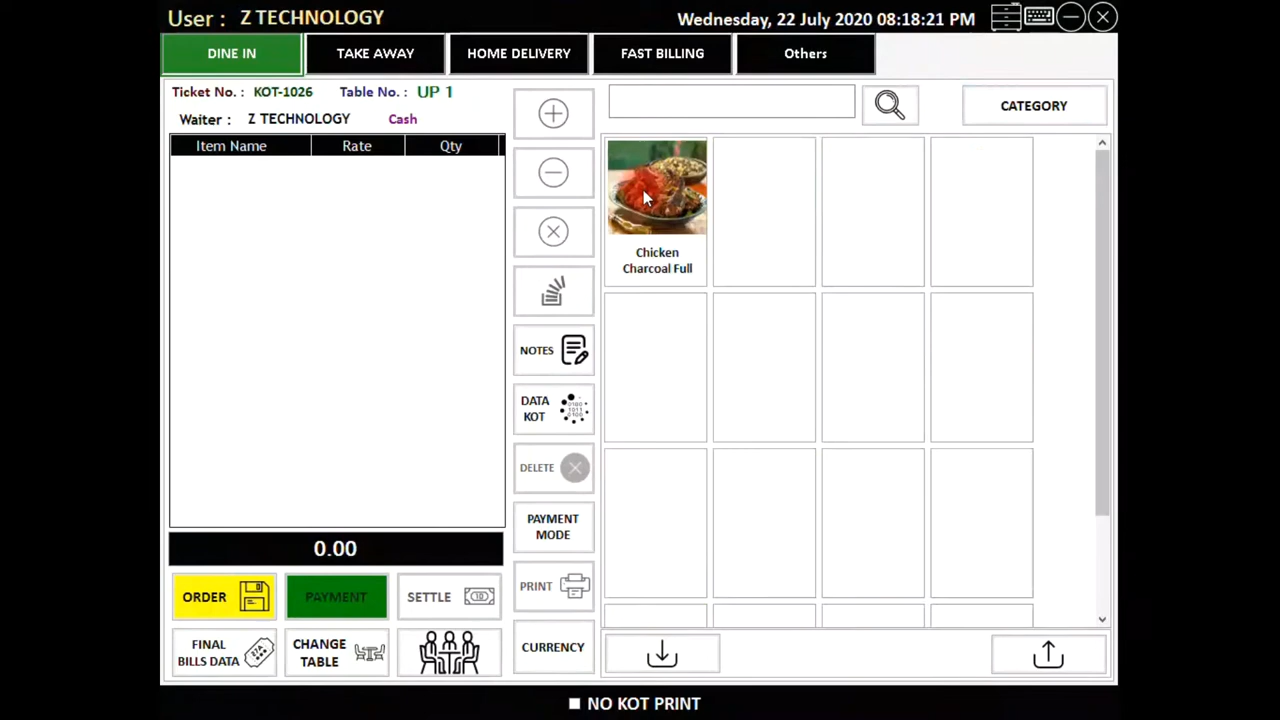 User : Z TECHNOLOGY
Wednesday, 22 July 2020 08:18:21 PM
DINE IN
TAKE AWAY
HOME DELIVERY
FAST BILLING
Others
Ticket No. : KOT-1026 Table No. : UP 1
Waiter : Z TECHNOLOGY Cash
CATEGORY
Item Name Rate Qty
Chicken
Charcoal Full
NOTES
DATA
KOT
DELETE
PAYMENT
MODE
PRINT
CURRENCY
0.00
ORDER
PAYMENT
SETTLE
FINAL
BILLS DATA
CHANGE
TABLE
NO KOT PRINT